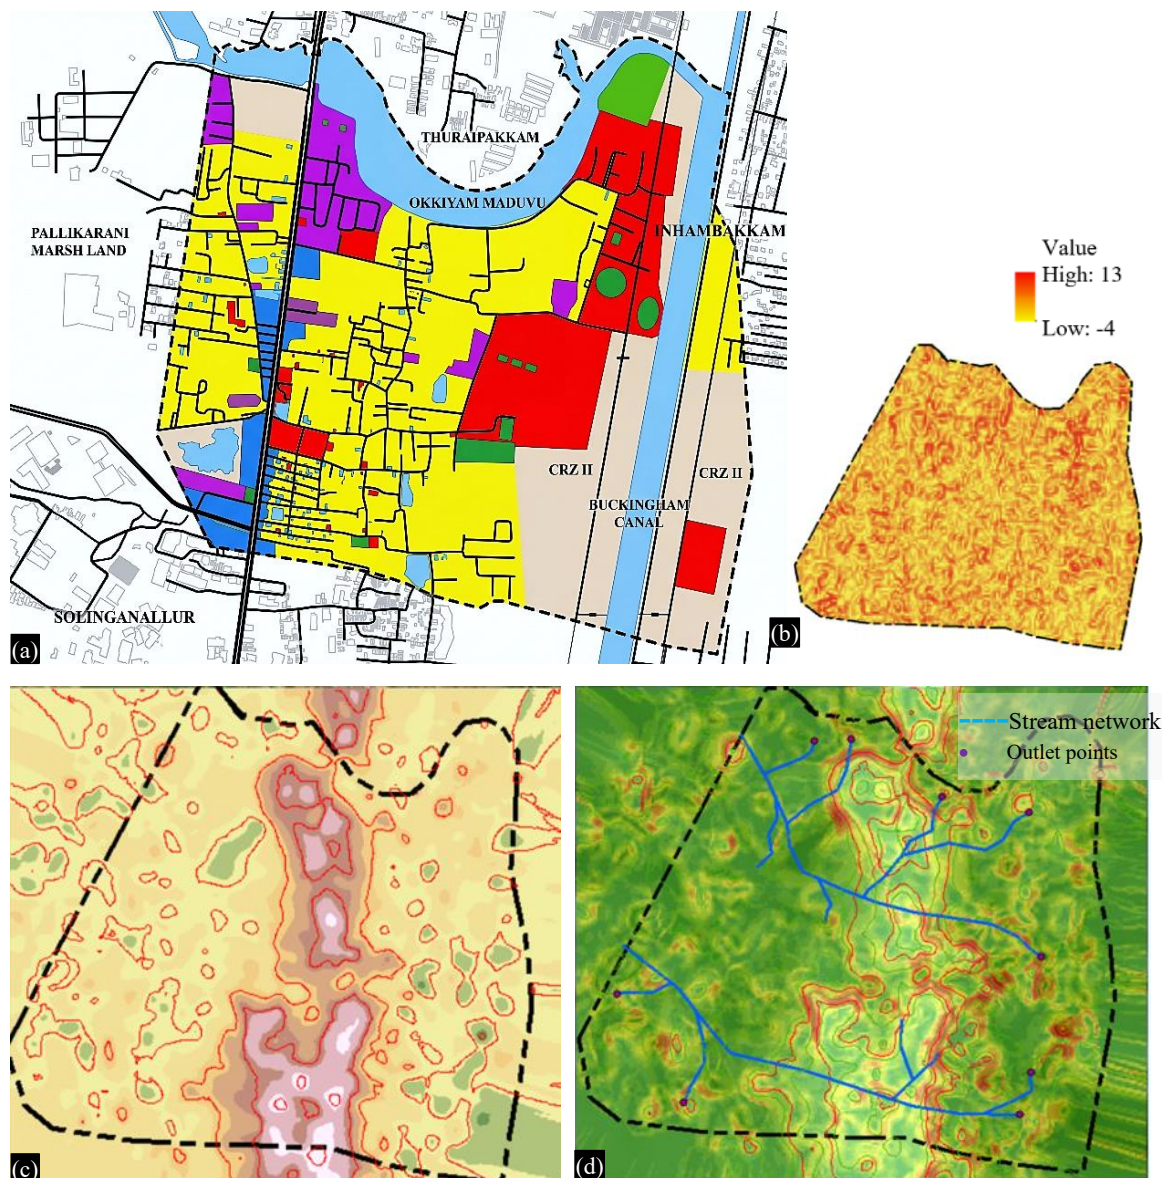 THURAIPAKKAM
OKKIYAM MADUVU
PALLIKARANI
MARSH LAND
INHAMBAKKAM
CRZ II
CRZ II
BUCKINGHAM
CANAL
SOLINGANALLUR
(a)
Value
High: 13
Low: -4
(b)
(c)
Stream network
Outlet points
(d)